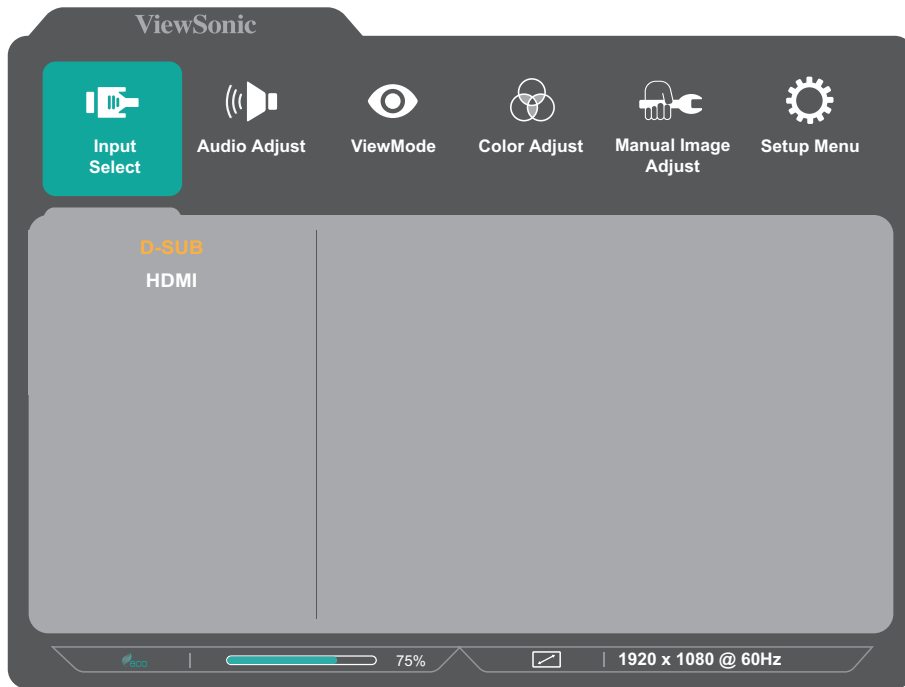 ViewSonic
Input
Select
Audio Adjust
ViewMode
Color Adjust
Manual Image
Adjust
Setup Menu
D-SUB
HDMI
eco
75%
1920 x 1080 @ 60Hz